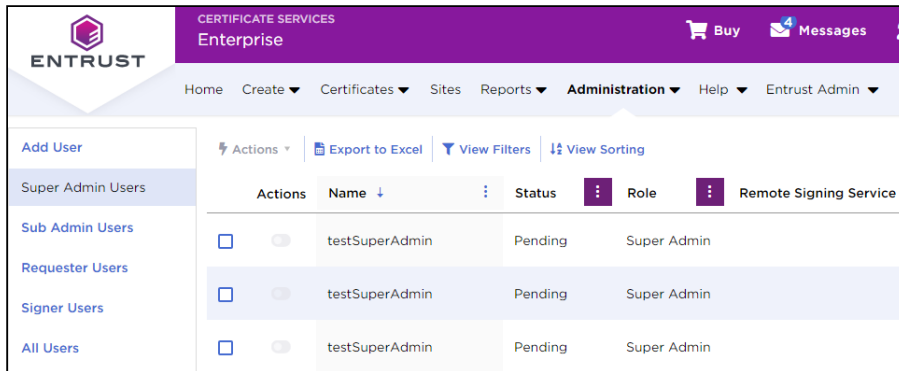 CERTIFICATE SERVICES
Enterprise
ENTRUST
Buy
4
Messages
Home Create Certificates Sites Reports Administration Help Entrust Admin
Add User
Super Admin Users
Sub Admin Users
Requester Users
Signer Users
All Users
Actions Export to Excel View Filters View Sorting
Actions Name Status Role Remote Signing Service
testSuperAdmin Pending Super Admin
testSuperAdmin Pending Super Admin
testSuperAdmin Pending Super Admin